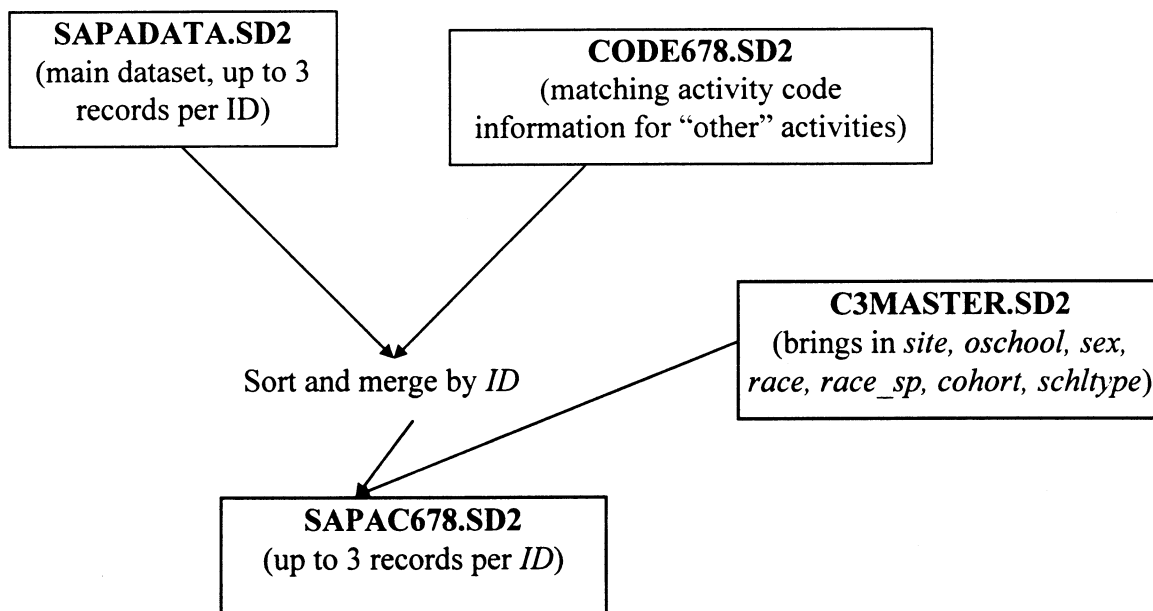 SAPADATA.SD2
(main dataset, up to 3
records per ID)
CODE678.SD2
(matching activity code
information for “other” activities)
C3MASTER.SD2
(brings in site, oschool, sex,
race, race_sp, cohort, schltype)
Sort and merge by ID
SAPAC678.SD2
(up to 3 records per ID)